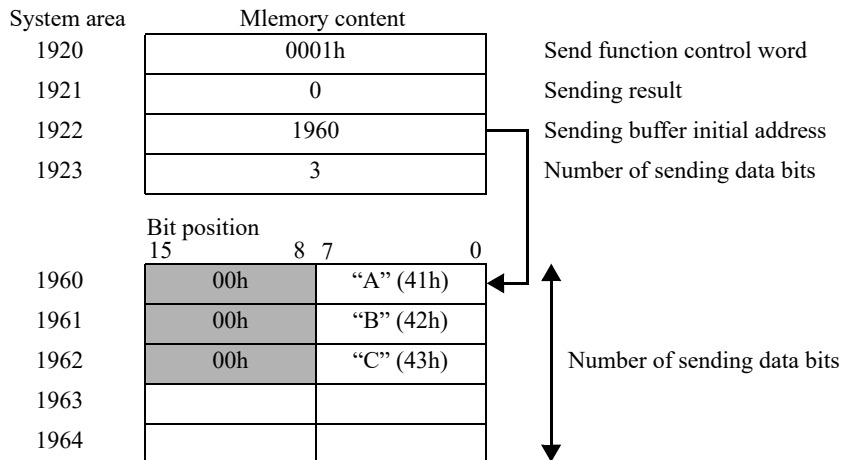 System area Mlemory content
1920 0001h Send function control word
1921 0 Sending result
1922 1960 Sending buffer initial address
1923 3 Number of sending data bits
Bit position
15 8 7 0
1960 00h “A” (41h)
1961 00h “B” (42h)
1962 00h “C” (43h) Number of sending data bits
1963
1964